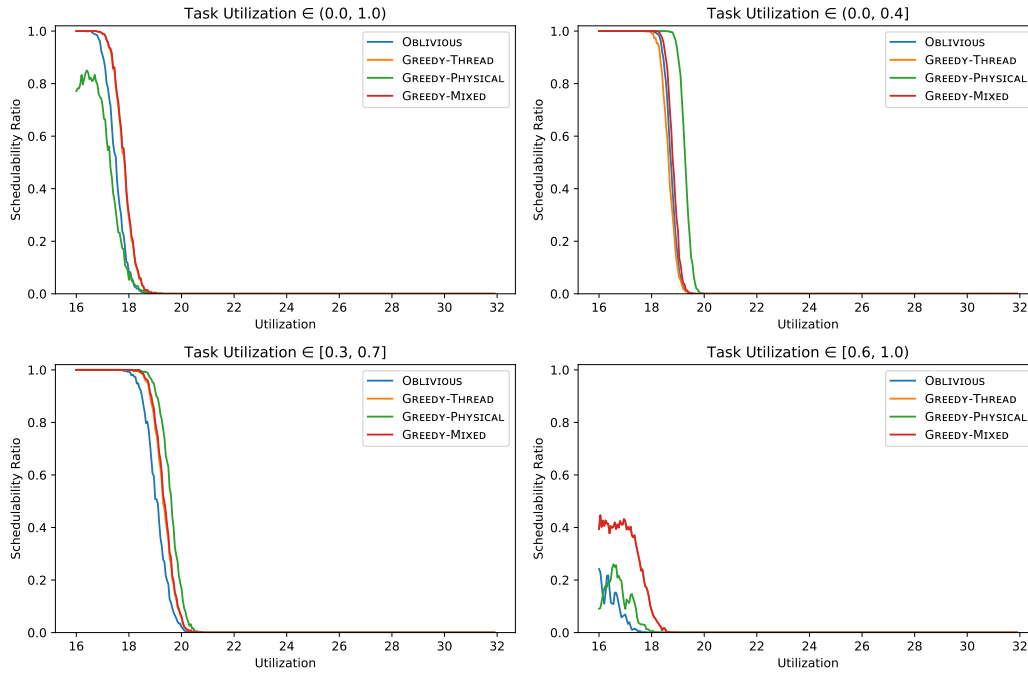 Task Utilization ∈ (0.0, 1.0)
1.0
0.8
0.6
0.4
0.2
0.0
Schedulability Ratio
OBLIVIOUS
GREEDY-THREAD
GREEDY-PHYSICAL
GREEDY-MIXED
16 18 20 22 24 26 28 30 32
Utilization
Task Utilization ∈ (0.0, 0.4]
1.0
0.8
0.6
0.4
0.2
0.0
Schedulability Ratio
OBLIVIOUS
GREEDY-THREAD
GREEDY-PHYSICAL
GREEDY-MIXED
16 18 20 22 24 26 28 30 32
Utilization
Task Utilization ∈ [0.3, 0.7]
1.0
0.8
0.6
0.4
0.2
0.0
Schedulability Ratio
OBLIVIOUS
GREEDY-THREAD
GREEDY-PHYSICAL
GREEDY-MIXED
16 18 20 22 24 26 28 30 32
Utilization
Task Utilization ∈ [0.6, 1.0)
1.0
0.8
0.6
0.4
0.2
0.0
Schedulability Ratio
OBLIVIOUS
GREEDY-THREAD
GREEDY-PHYSICAL
GREEDY-MIXED
16 18 20 22 24 26 28 30 32
Utilization